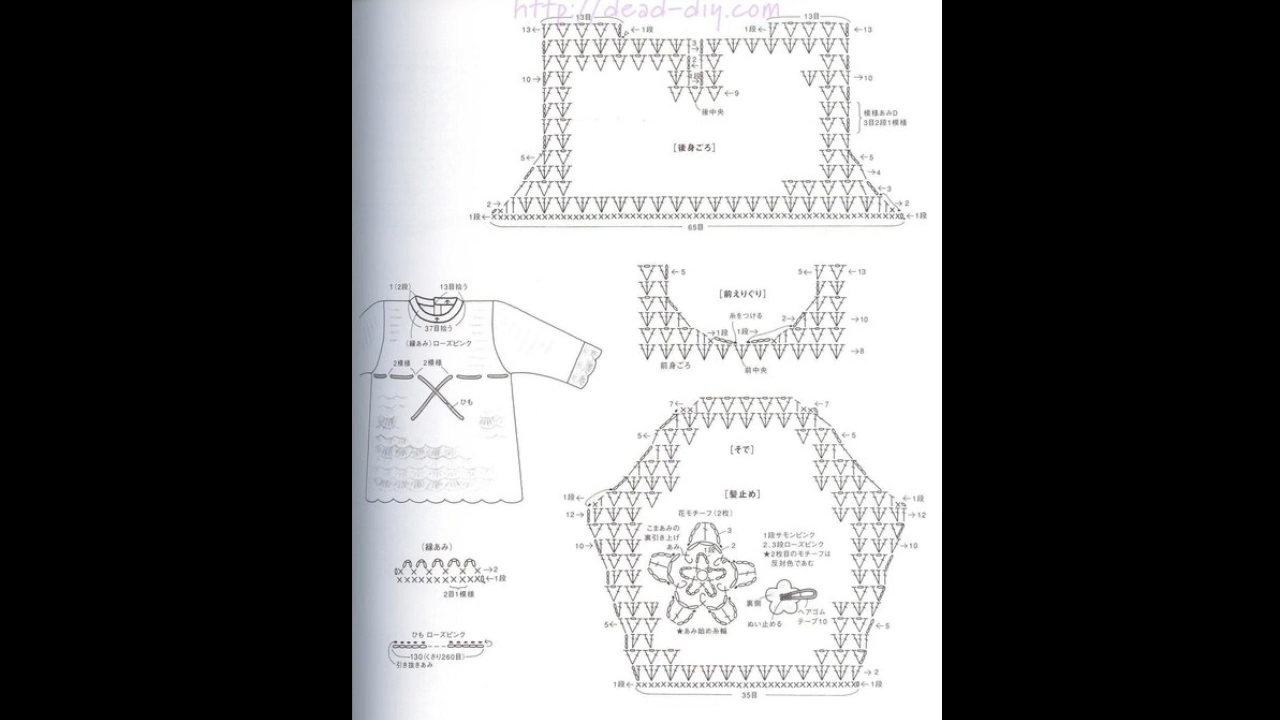 http://dead-diy.com
13目
13目
13←
←1段
1段→
→13
3→
2←
10←
→10
←9
後中央
模様あみD
3目2段1模様
[後身ごろ]
5←
←5
→4
←3
2←
→2
1段←
←1段
65目
←5
5←
←13
[前えりぐり]
糸をつける
2→
→10
→1段
1段→
→8
前身ごろ
前中央
1(2段)
13目拾う
37目拾う
(縁あみ)ローズピンク
2模様
2模様
ひも
7←
←7
5←
←5
[そで]
1段←
←1段
12→
→12
10→
→10
[髪止め]
花モチーフ(2枚)
こまあみの
裏引き上げ
あみ
3
2
1段
1段サモンピンク
2、3段ローズピンク
★2枚目のモチーフは
反対色であむ
裏側
ぬい止める
ヘアゴム
テープ10
★あみ始め糸輪
5←
←5
→2
1段←
←1段
35目
(縁あみ)
→2
←1段
2目1模様
ひも ローズピンク
130(くさり260目)
引き抜きあみ